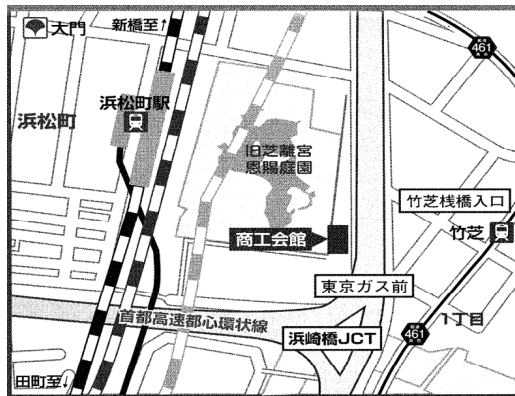 新橋至↑
大門
461
浜松町駅
浜松町
旧芝離宮
恩賜庭園
竹芝桟橋入口
竹芝
商工会館
東京ガス前
首都高速都心環状線
浜崎橋JCT
461
1丁目
田町至↓